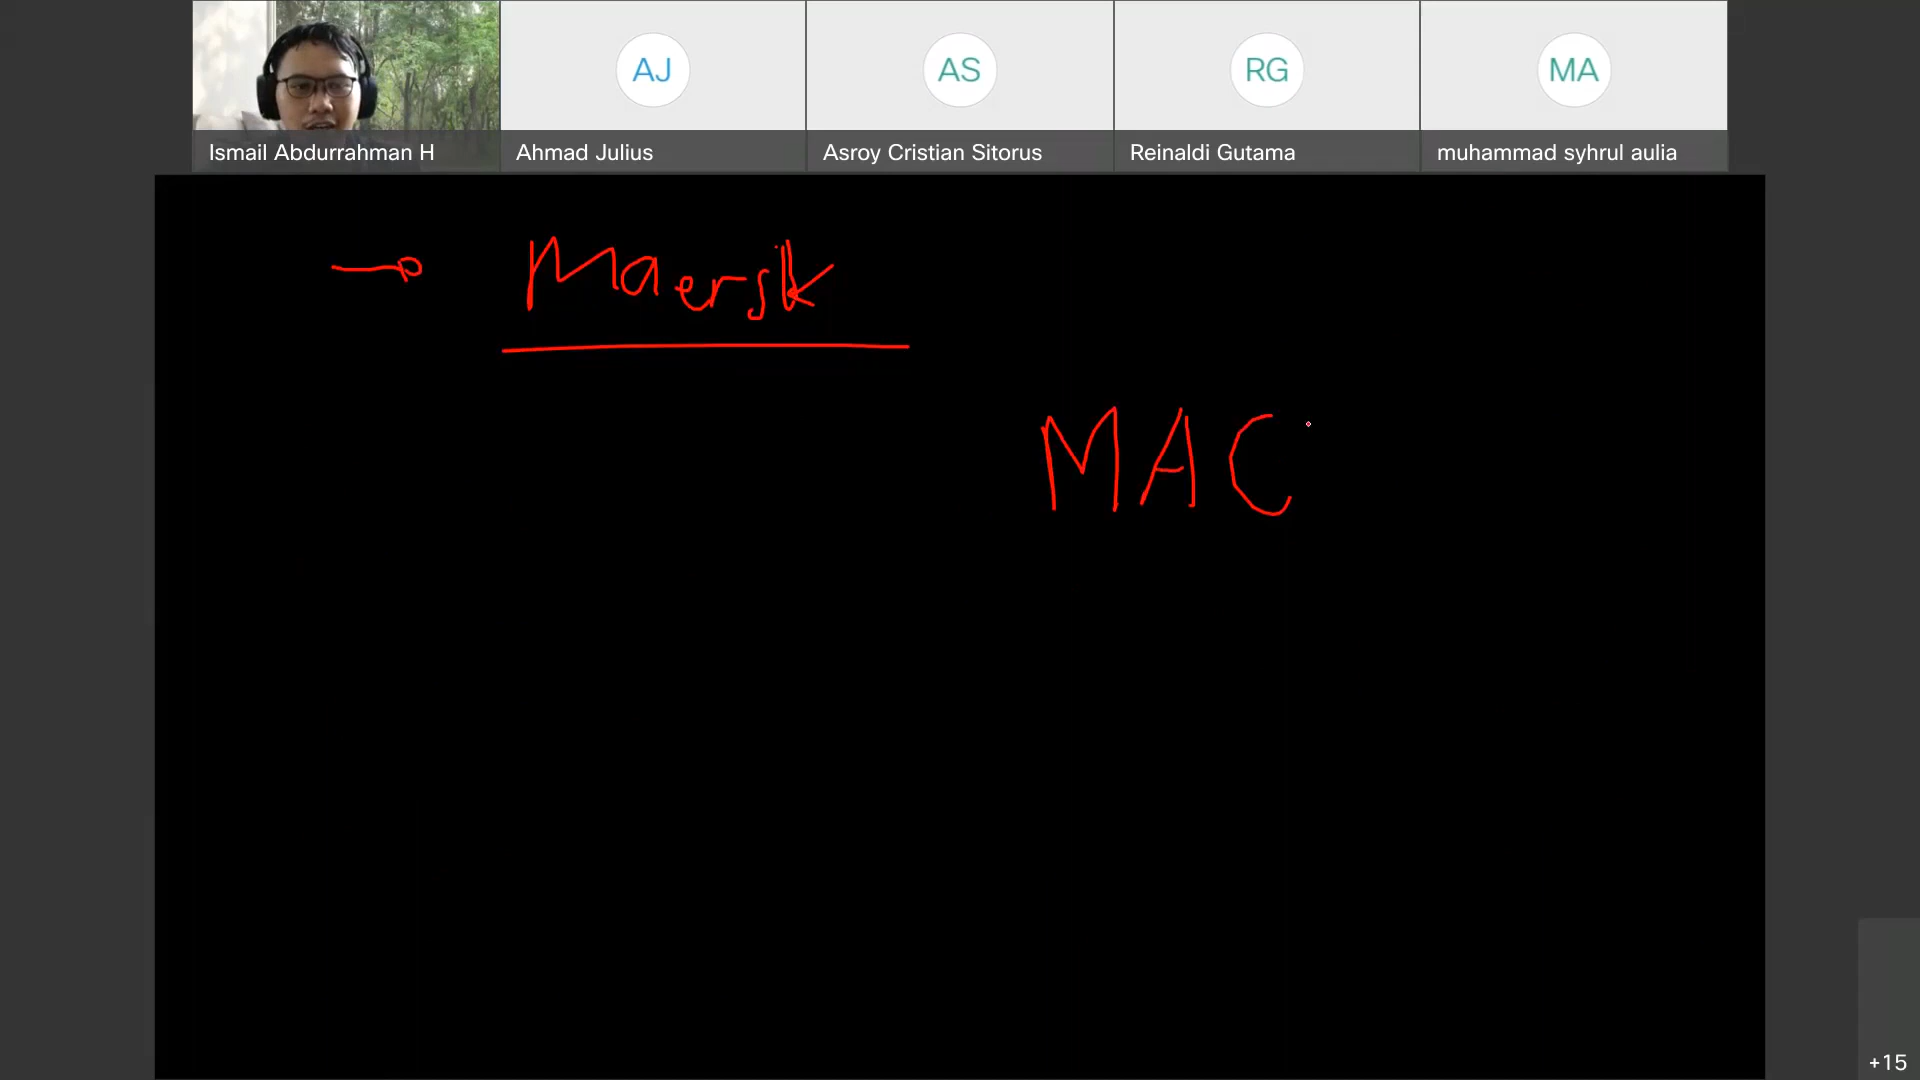 AJ
AS
RG
MA
Ismail Abdurrahman H
Ahmad Julius
Asroy Cristian Sitorus
Reinaldi Gutama
muhammad syhrul aulia
Maersk
MAC
+15